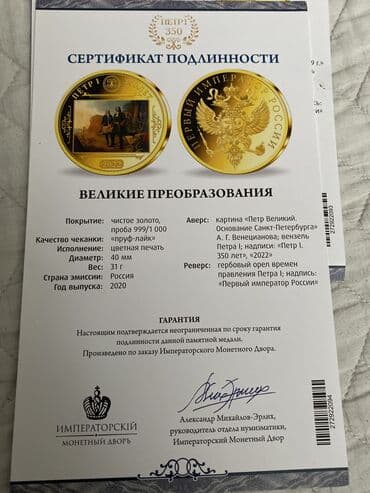 ПЕТР I
350
СЕРТИФИКАТ ПОДЛИННОСТИ
ПЕТР I
2022
ПЕРВЫЙ ИМПЕРАТОР РОССИИ
ВЕЛИКИЕ ПРЕОБРАЗОВАНИЯ
Покрытие: чистое золото,
проба 999/1 000
Качество чеканки: «пруф-лайк»
Исполнение: цветная печать
Диаметр: 40 мм
Вес: 31 г
Страна эмиссии: Россия
Год выпуска: 2020
Аверс: картина «Петр Великий.
Основание Санкт-Петербурга»
А. Г. Венецианова; вензель
Петра I; надписи: «Петр I.
350 лет», «2022»
Реверс: гербовый орел времен
правления Петра I; надпись:
«Первый император России»
ГАРАНТИЯ
Настоящим подтверждается неограниченная по сроку гарантия
подлинности данной памятной медали.
Произведено по заказу Императорского Монетного Двора.
ИМПЕРАТОРСКІЙ
МОНЕТНЫЙ ДВОРЪ
Александр Михайлов-Эрлих,
руководитель отдела нумизматики,
Императорский Монетный Двор
272922094
272922093